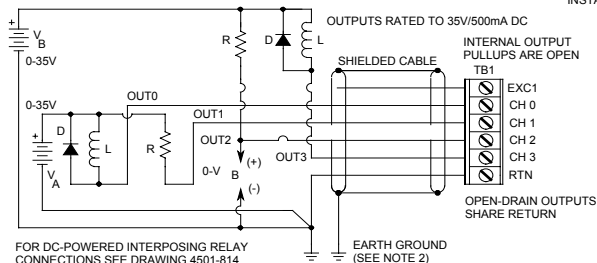 INSTA
OUTPUTS RATED TO 35V/500mA DC
+
V B
0-35V
R
D
L
SHIELDED CABLE
INTERNAL OUTPUT
PULLUPS ARE OPEN
TB1
EXC1
CH 0
CH 1
CH 2
CH 3
RTN
0-35V
OUT0
OUT1
OUT2
OUT3
+
D
L
R
V A
0-V B
(+)
(-)
OPEN-DRAIN OUTPUTS
SHARE RETURN
FOR DC-POWERED INTERPOSING RELAY
CONNECTIONS SEE DRAWING 4501-814
EARTH GROUND
(SEE NOTE 2)